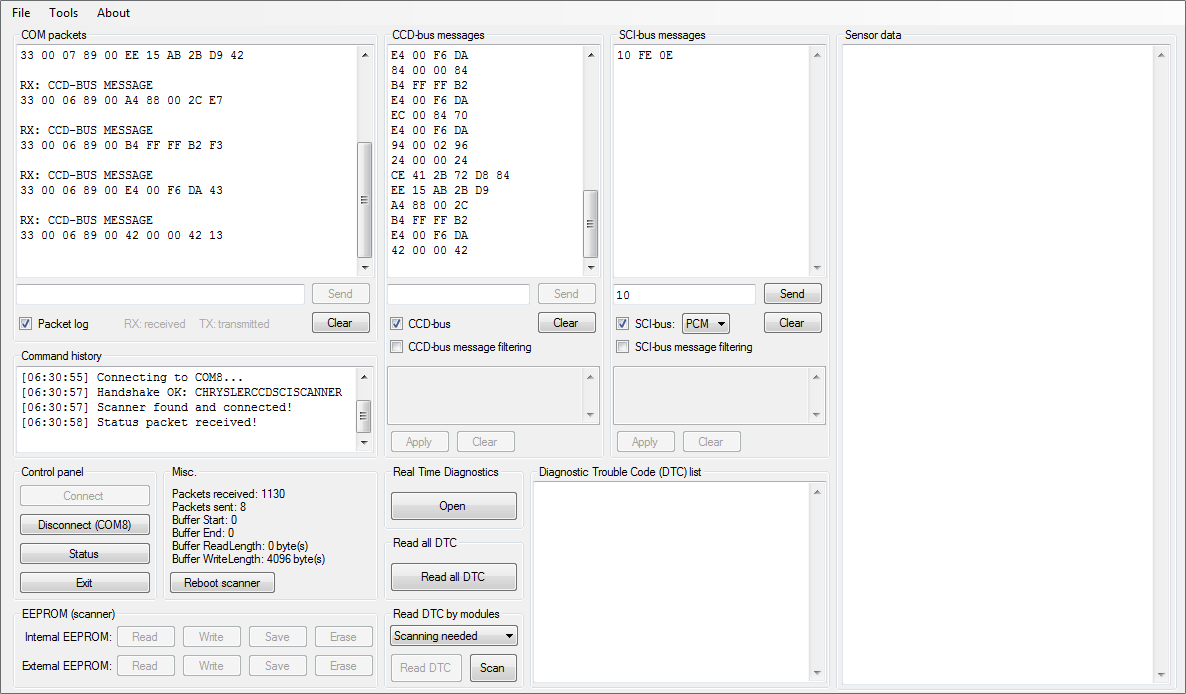 File Tools About
COM packets
33 00 07 89 00 EE 15 AB 2B D9 42
RX: CCD-BUS MESSAGE
33 00 06 89 00 A4 88 00 2C E7
RX: CCD-BUS MESSAGE
33 00 06 89 00 B4 FF FF B2 F3
RX: CCD-BUS MESSAGE
33 00 06 89 00 E4 00 F6 DA 43
RX: CCD-BUS MESSAGE
33 00 06 89 00 42 00 00 42 13
Send
Packet log RX: received TX: transmitted Clear
Command history
[06:30:55] Connecting to COM8...
[06:30:57] Handshake OK: CHRYSLERCCDSCISCANNER
[06:30:57] Scanner found and connected!
[06:30:58] Status packet received!
CCD-bus messages
E4 00 F6 DA
84 00 00 84
B4 FF FF B2
E4 00 F6 DA
EC 00 84 70
E4 00 F6 DA
94 00 02 96
24 00 00 24
CE 41 2B 72 D8 84
EE 15 AB 2B D9
A4 88 00 2C
B4 FF FF B2
E4 00 F6 DA
42 00 00 42
Send
CCD-bus Clear
CCD-bus message filtering
Apply Clear
SCI-bus messages
10 FE 0E
10 Send
SCI-bus: PCM Clear
SCI-bus message filtering
Apply Clear
Sensor data
Control panel
Connect
Disconnect (COM8)
Status
Exit
Misc.
Packets received: 1130
Packets sent: 8
Buffer Start: 0
Buffer End: 0
Buffer ReadLength: 0 byte(s)
Buffer WriteLength: 4096 byte(s)
Reboot scanner
EEPROM (scanner)
Internal EEPROM: Read Write Save Erase
External EEPROM: Read Write Save Erase
Real Time Diagnostics
Open
Read all DTC
Read all DTC
Read DTC by modules
Scanning needed
Read DTC Scan
Diagnostic Trouble Code (DTC) list